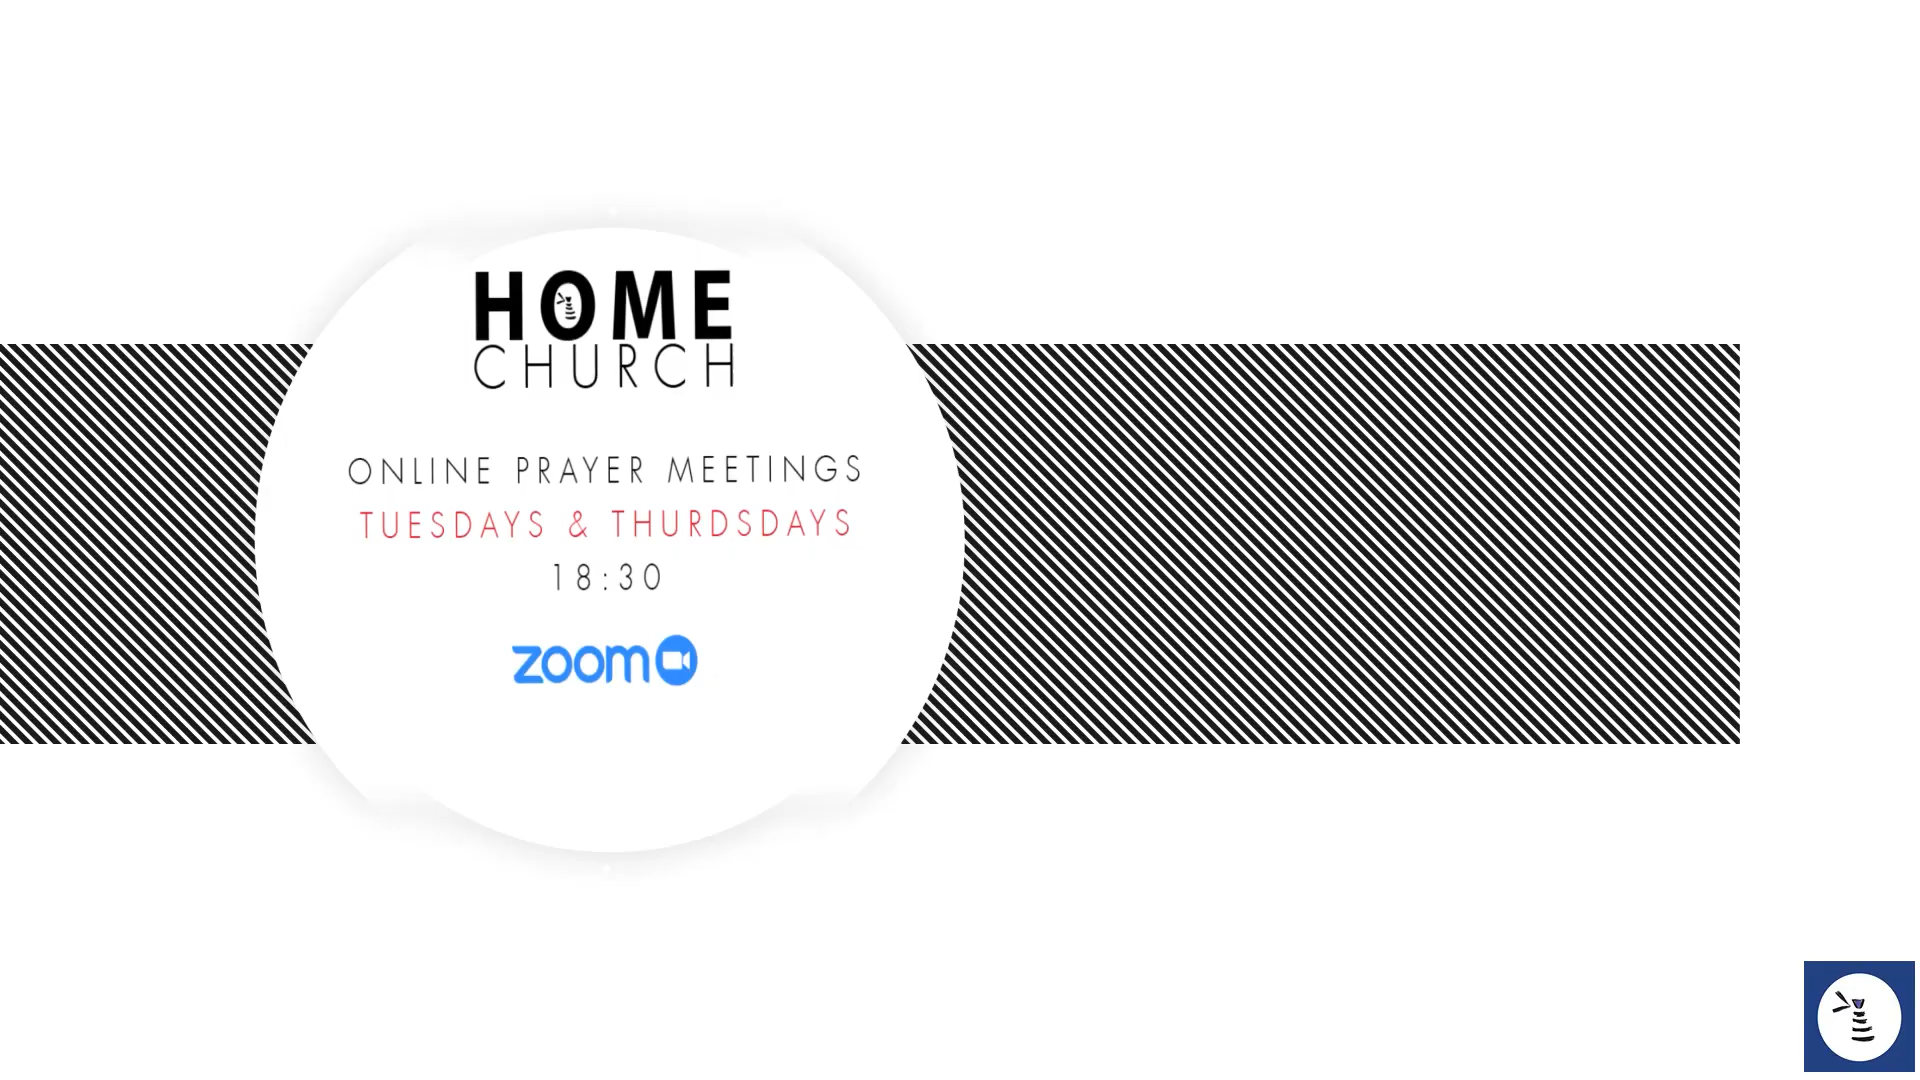 HOME
CHURCH
ONLINE PRAYER MEETINGS
TUESDAYS & THURDSDAYS
18:30
zoom